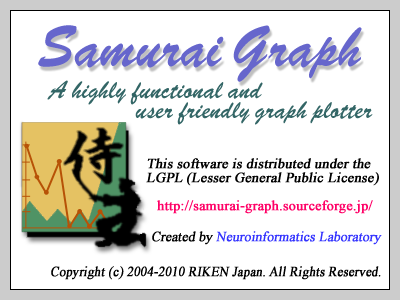 Samurai Graph
A highly functional and
user friendly graph plotter
侍
This software is distributed under the
LGPL (Lesser General Public License)
http://samurai-graph.sourceforge.jp/
Created by Neuroinformatics Laboratory
Copyright (c) 2004-2010 RIKEN Japan. All Rights Reserved.